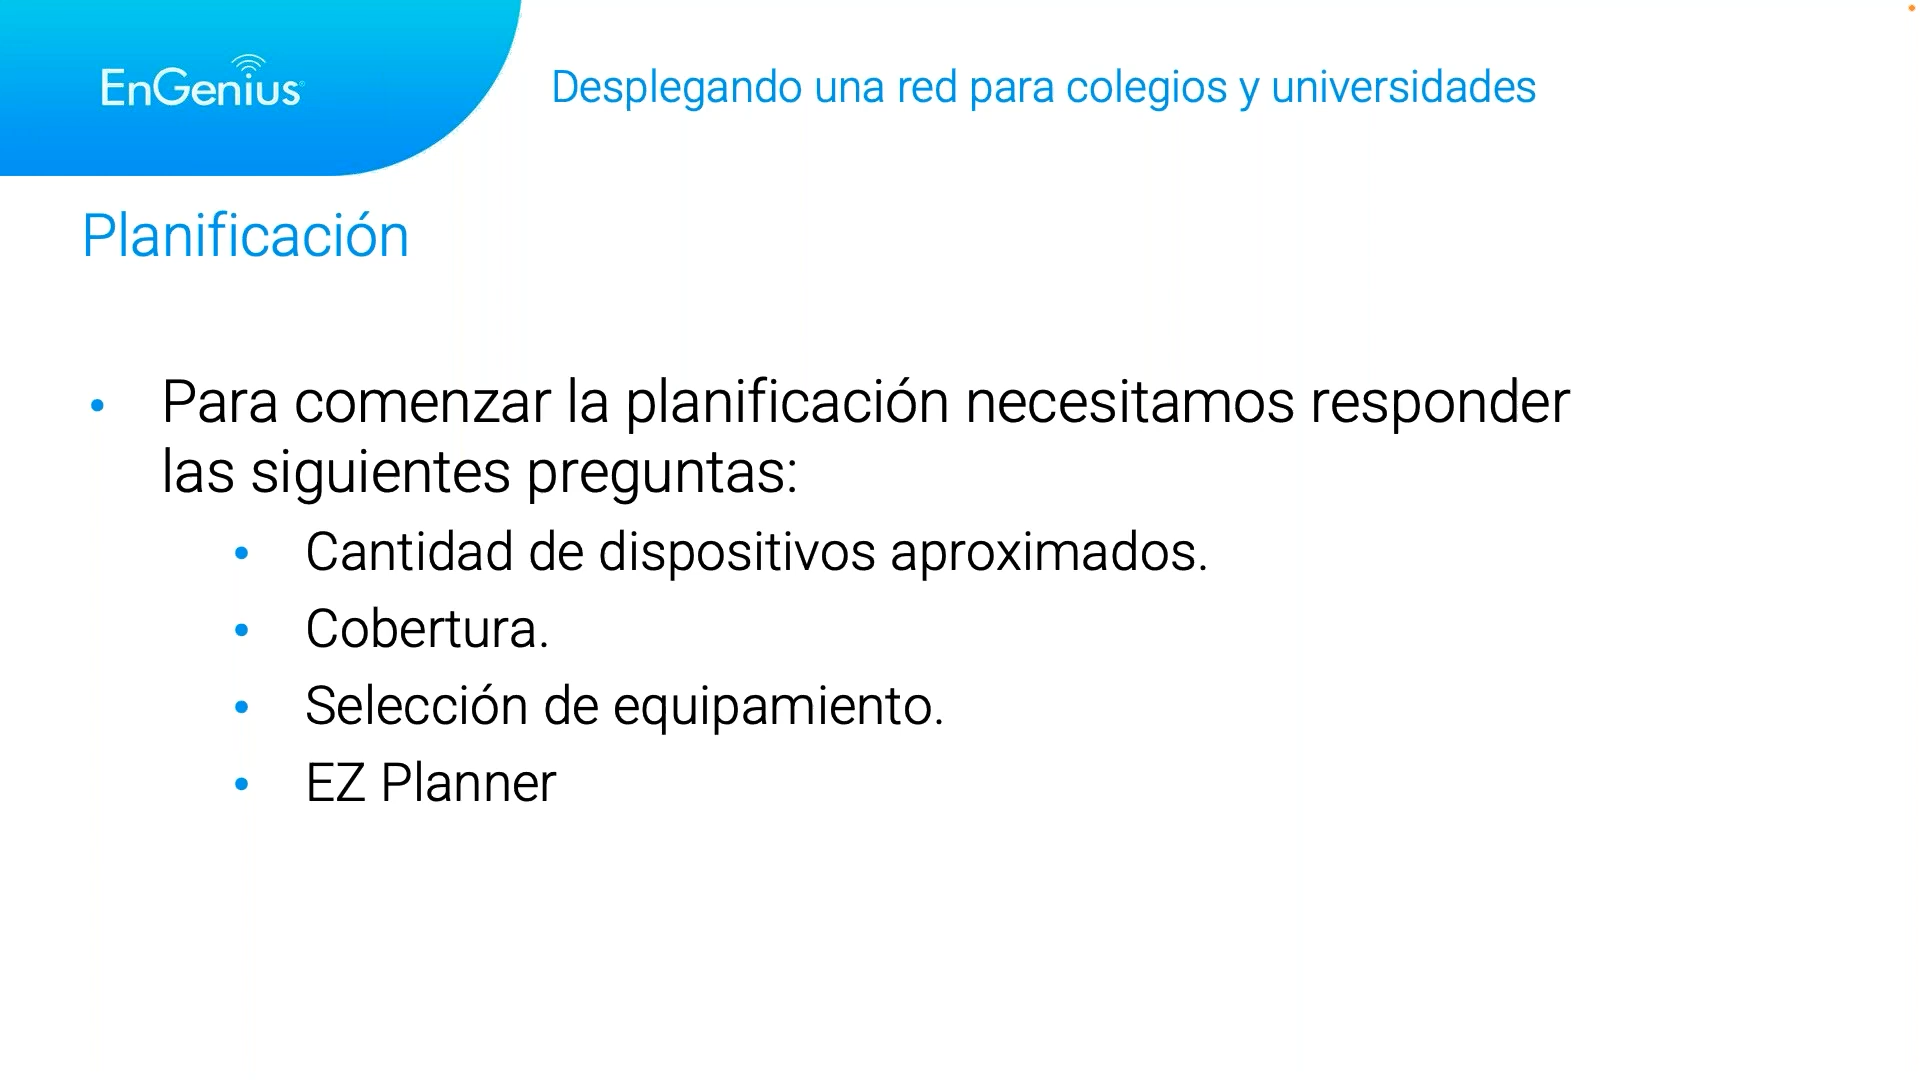 EnGenius
Desplegando una red para colegios y universidades
Planificación
• Para comenzar la planificación necesitamos responder
las siguientes preguntas:
• Cantidad de dispositivos aproximados.
• Cobertura.
• Selección de equipamiento.
• EZ Planner